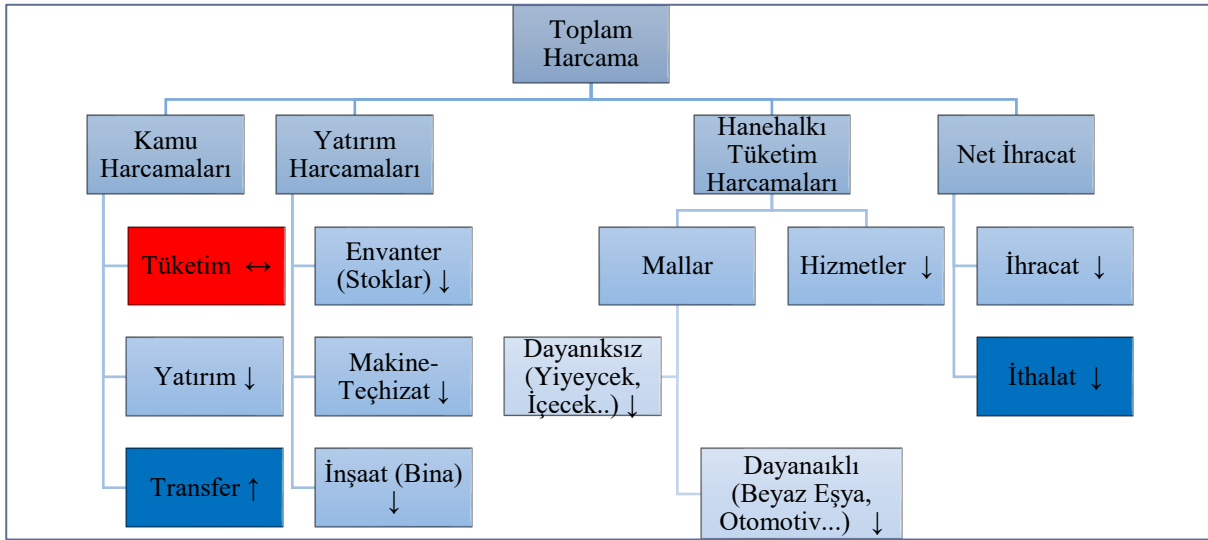 Toplam
Harcama
Kamu
Harcamaları
Yatırım
Harcamaları
Hanehalkı
Tüketim
Harcamaları
Net İhracat
Tüketim ↔
Envanter
(Stoklar) ↓
Mallar
Hizmetler ↓
İhracat ↓
Yatırım ↓
Makine-
Teçhizat ↓
Dayanıksız
(Yiyeycek,
İçecek..) ↓
İthalat ↓
Transfer ↑
İnşaat (Bina)
↓
Dayanaıklı
(Beyaz Eşya,
Otomotiv...) ↓